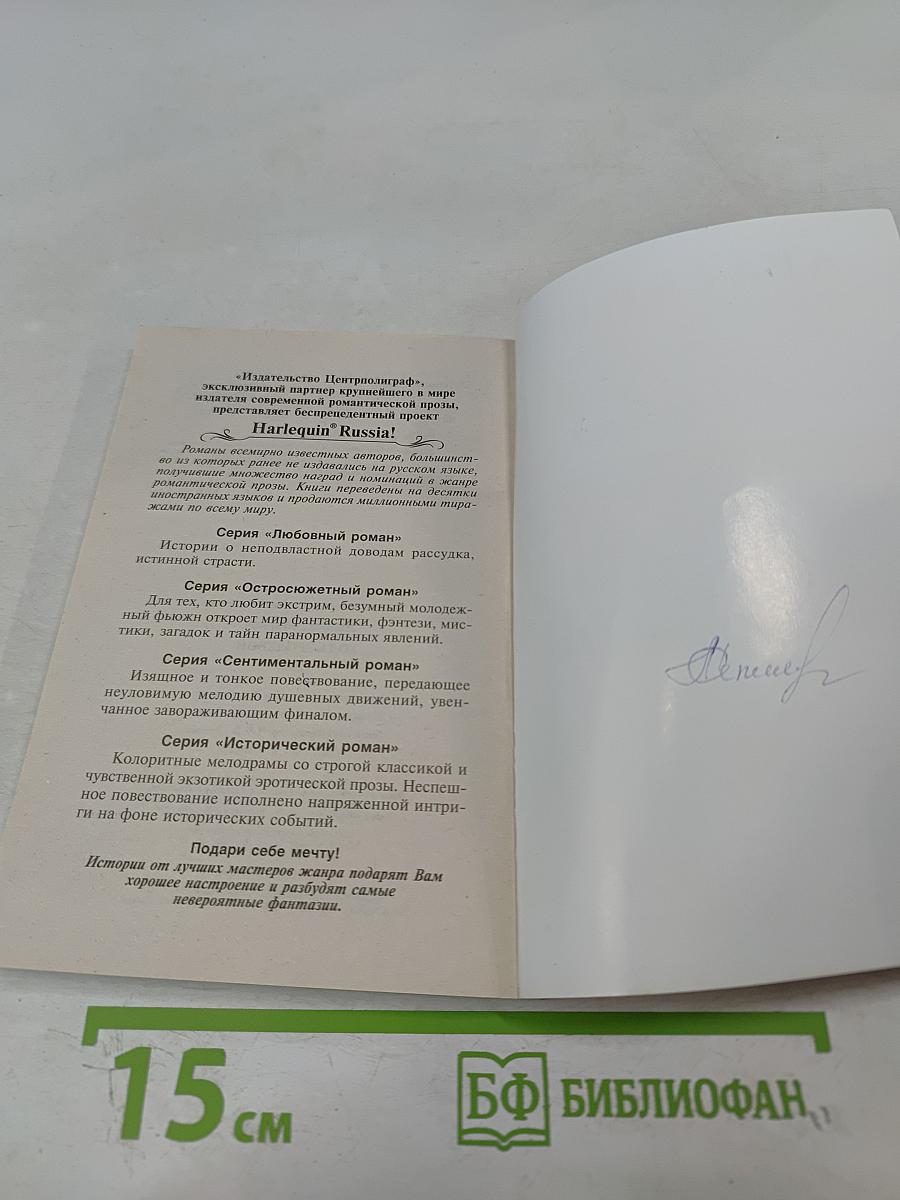 «Издательство Центрполиграф»,
эксклюзивный партнер крупнейшего в мире
издателя современной романтической прозы,
представляет беспрецедентный проект
Harlequin® Russia!
Романы всемирно известных авторов, большинст-
во из которых ранее не издавались на русском языке,
получившие множество наград и номинаций в жанре
романтической прозы. Книги переведены на десятки
иностранных языков и продаются миллионными тира-
жами по всему миру.
Серия «Любовный роман»
Истории о неподвластной доводам рассудка,
истинной страсти.
Серия «Остросюжетный роман»
Для тех, кто любит экстрим, безумный молодеж-
ный фьюжн откроет мир фантастики, фэнтези, мис-
тики, загадок и тайн паранормальных явлений.
Серия «Сентиментальный роман»
Изящное и тонкое повествование, передающее
неуловимую мелодию душевных движений, увен-
чанное завораживающим финалом.
Серия «Исторический роман»
Колоритные мелодрамы со строгой классикой и
чувственной экзотикой эротической прозы. Неспеш-
ное повествование исполнено напряженной интри-
ги на фоне исторических событий.
Подари себе мечту!
Истории от лучших мастеров жанра подарят Вам
хорошее настроение и разбудят самые
невероятные фантазии.
15 см
БФ БИБЛИОФАН